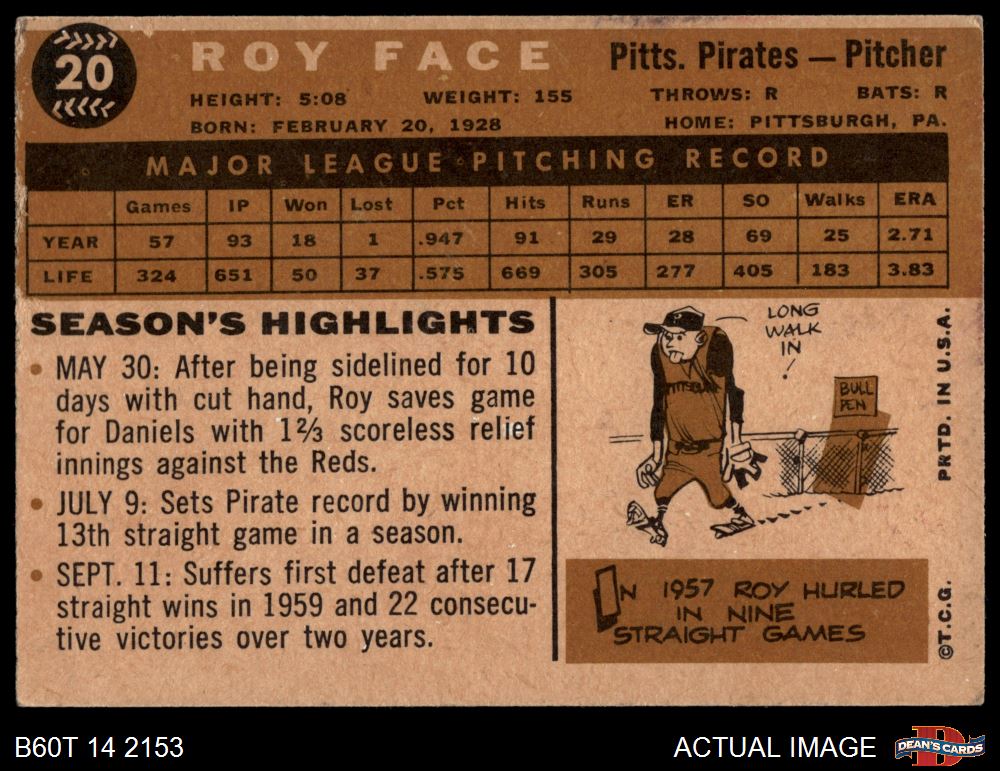 20
ROY FACE
Pitts. Pirates — Pitcher
HEIGHT: 5:08 WEIGHT: 155 THROWS: R BATS: R
BORN: FEBRUARY 20, 1928 HOME: PITTSBURGH, PA.
MAJOR LEAGUE PITCHING RECORD
Games IP Won Lost Pct Hits Runs ER SO Walks ERA
YEAR 57 93 18 1 .947 91 29 28 69 25 2.71
LIFE 324 651 50 37 .575 669 305 277 405 183 3.83
SEASON'S HIGHLIGHTS
• MAY 30: After being sidelined for 10
days with cut hand, Roy saves game
for Daniels with 1⅔ scoreless relief
innings against the Reds.
• JULY 9: Sets Pirate record by winning
13th straight game in a season.
• SEPT. 11: Suffers first defeat after 17
straight wins in 1959 and 22 consecu-
tive victories over two years.
LONG
WALK
IN
!
BULL
PEN
PITTSBURGH
IN 1957 ROY HURLED
IN NINE
STRAIGHT GAMES
PRTD. IN U.S.A.
©T.C.G.
B60T 14 2153
ACTUAL IMAGE
D
DEAN'S CARDS